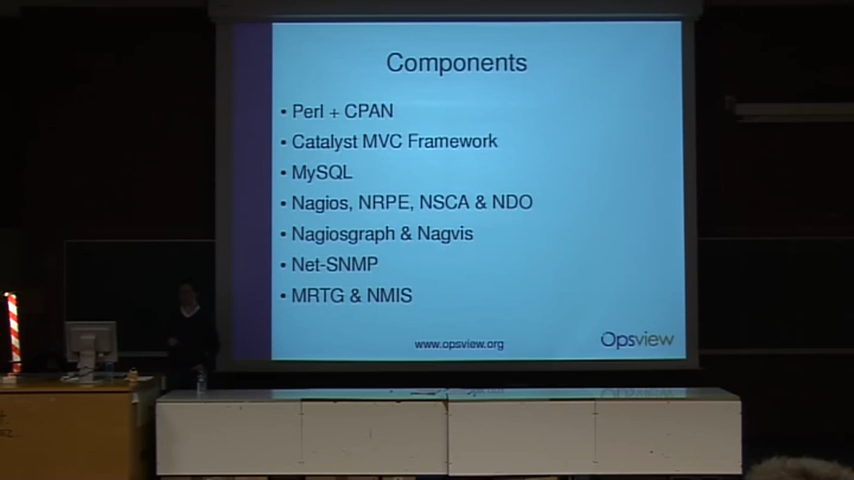 Components
• Perl + CPAN
• Catalyst MVC Framework
• MySQL
• Nagios, NRPE, NSCA & NDO
• Nagiosgraph & Nagvis
• Net-SNMP
• MRTG & NMIS
www.opsview.org
Opsview